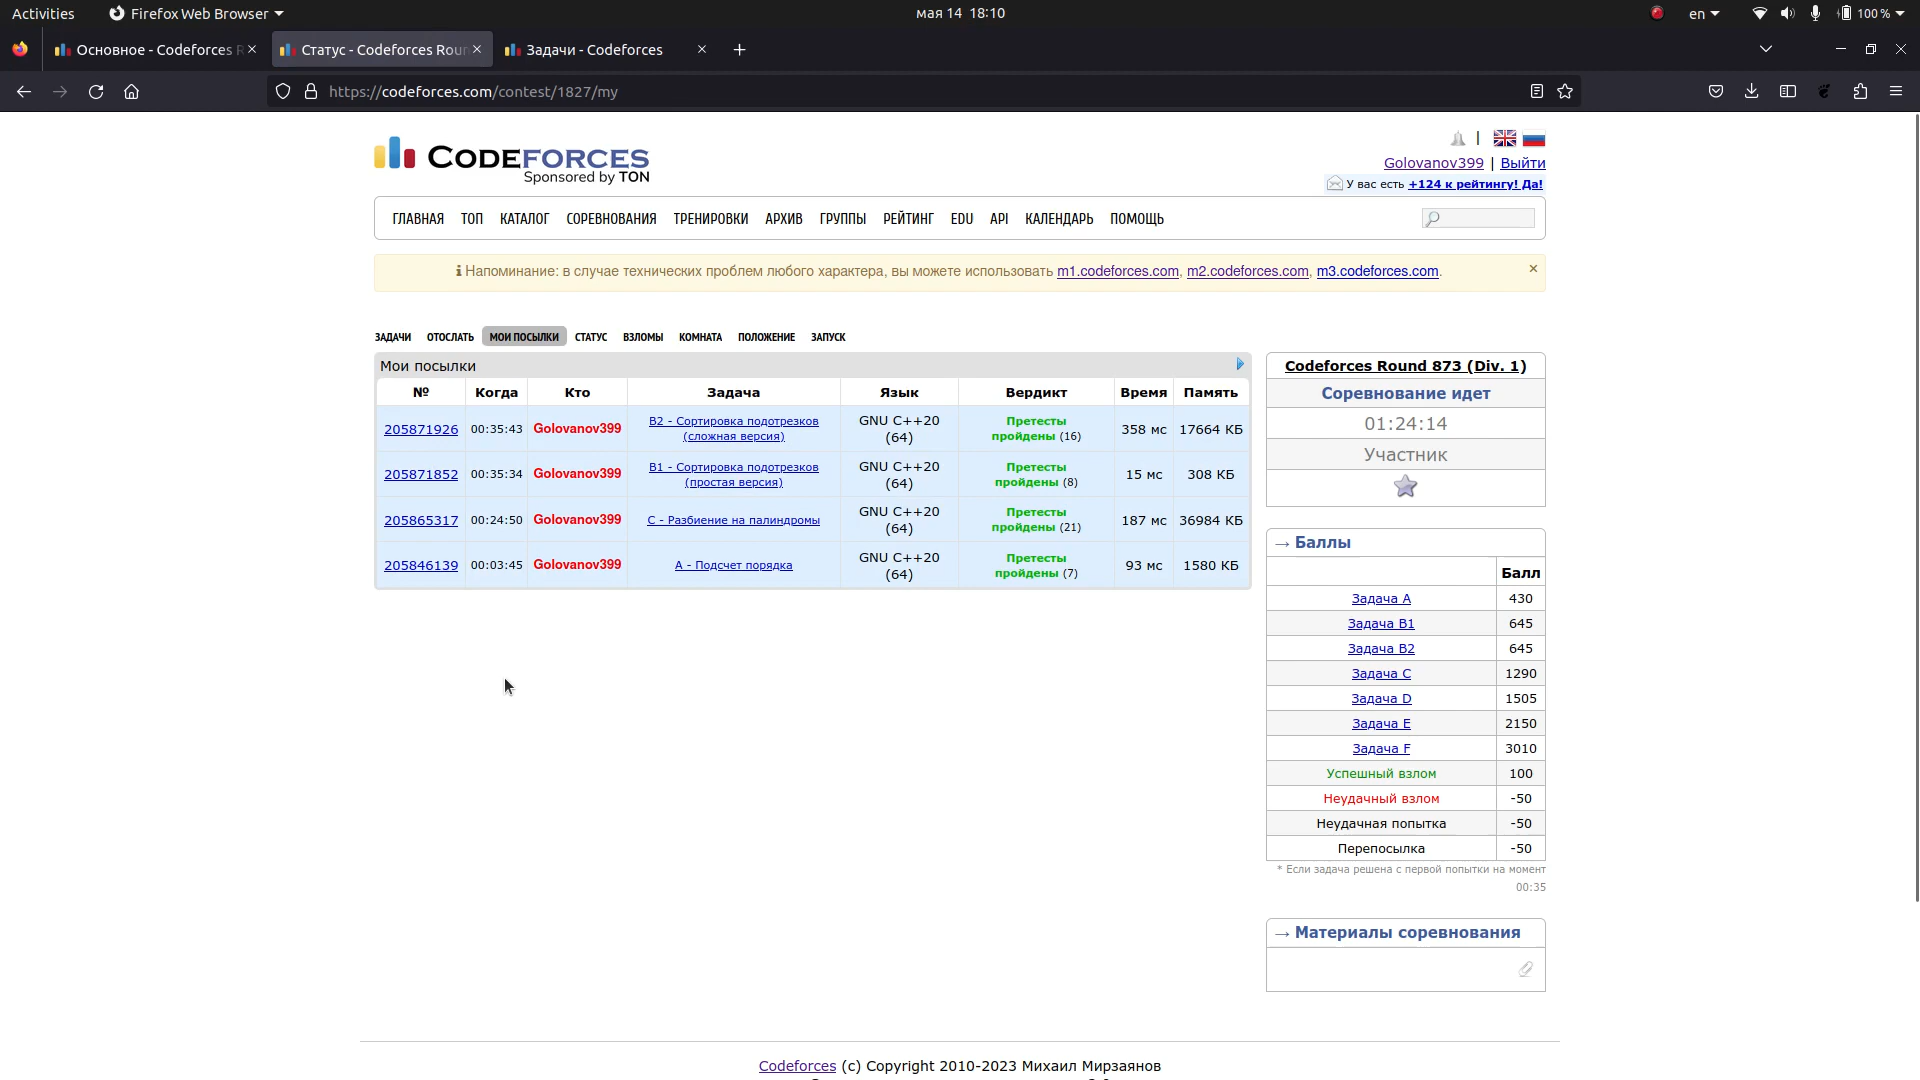 Activities
Firefox Web Browser
мая 14 18:10
en
100 %
Основное - Codeforces R
Статус - Codeforces Roun
Задачи - Codeforces
https://codeforces.com/contest/1827/my
CODEFORCES
Sponsored by TON
|
Golovanov399 | Выйти
У вас есть +124 к рейтингу! Да!
ГЛАВНАЯ ТОП КАТАЛОГ СОРЕВНОВАНИЯ ТРЕНИРОВКИ АРХИВ ГРУППЫ РЕЙТИНГ EDU API КАЛЕНДАРЬ ПОМОЩЬ
Напоминание: в случае технических проблем любого характера, вы можете использовать m1.codeforces.com, m2.codeforces.com, m3.codeforces.com.
ЗАДАЧИ ОТОСЛАТЬ МОИ ПОСЫЛКИ СТАТУС ВЗЛОМЫ КОМНАТА ПОЛОЖЕНИЕ ЗАПУСК
Мои посылки
№ Когда Кто Задача Язык Вердикт Время Память
205871926 00:35:43 Golovanov399 B2 - Сортировка подотрезков (сложная версия) GNU C++20 (64) Претесты пройдены (16) 358 мс 17664 КБ
205871852 00:35:34 Golovanov399 B1 - Сортировка подотрезков (простая версия) GNU C++20 (64) Претесты пройдены (8) 15 мс 308 КБ
205865317 00:24:50 Golovanov399 C - Разбиение на палиндромы GNU C++20 (64) Претесты пройдены (21) 187 мс 36984 КБ
205846139 00:03:45 Golovanov399 A - Подсчет порядка GNU C++20 (64) Претесты пройдены (7) 93 мс 1580 КБ
Codeforces Round 873 (Div. 1)
Соревнование идет
01:24:14
Участник
→ Баллы
Балл
Задача A 430
Задача B1 645
Задача B2 645
Задача C 1290
Задача D 1505
Задача E 2150
Задача F 3010
Успешный взлом 100
Неудачный взлом -50
Неудачная попытка -50
Перепосылка -50
* Если задача решена с первой попытки на момент
00:35
→ Материалы соревнования
Codeforces (c) Copyright 2010-2023 Михаил Мирзаянов